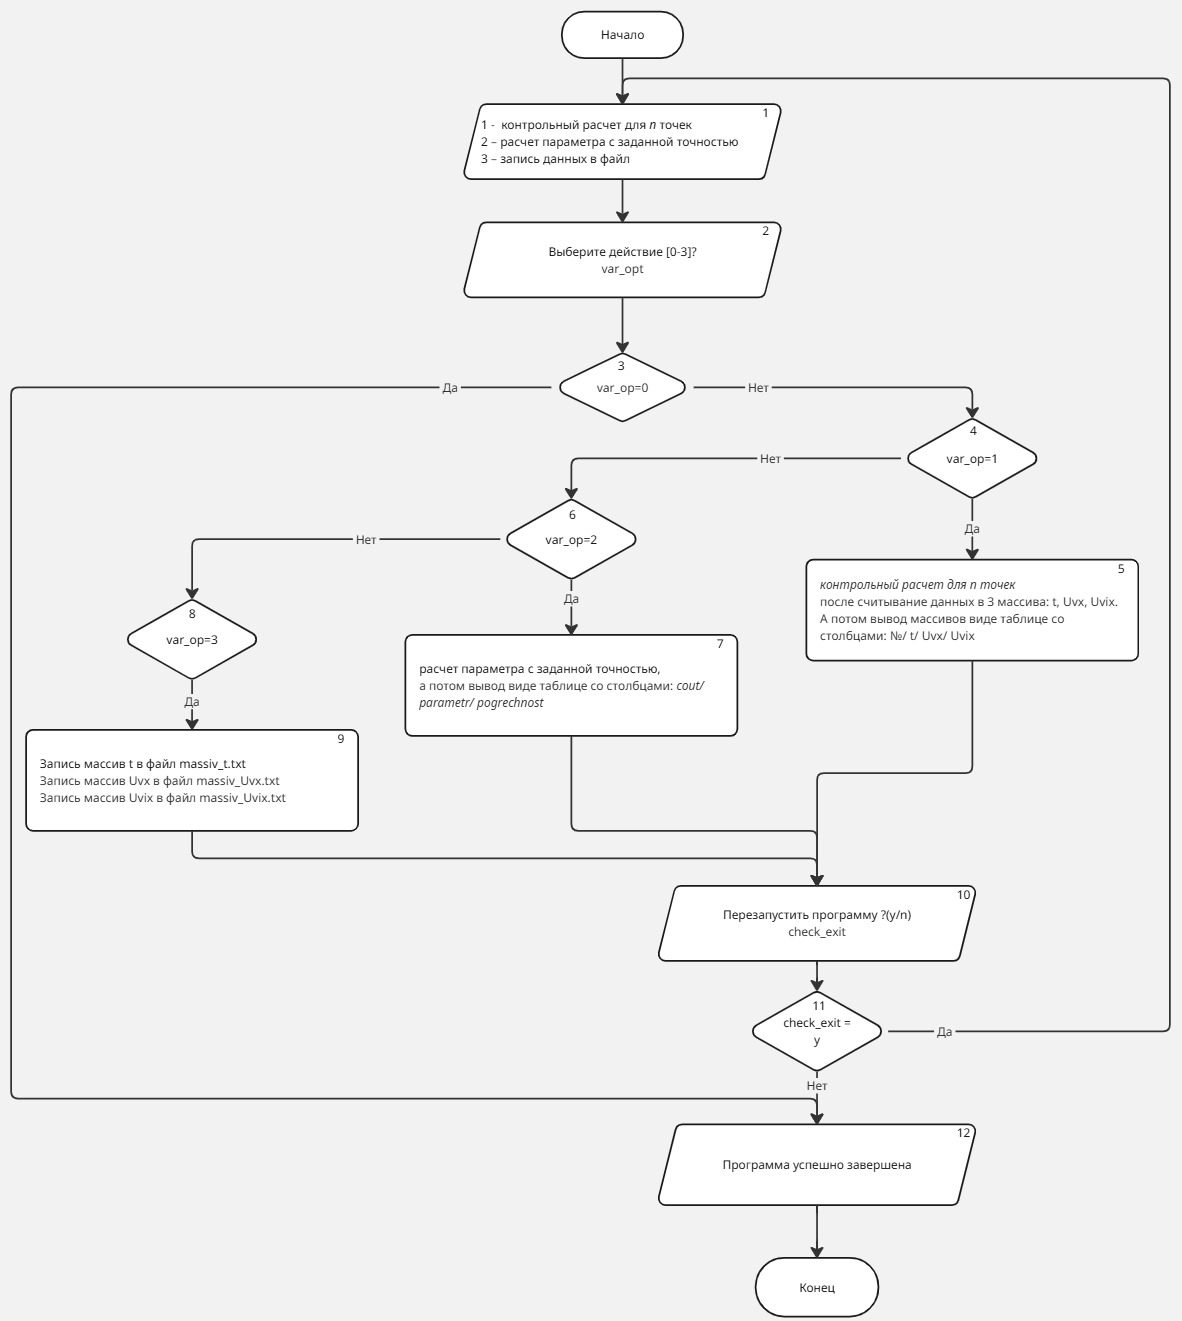 Начало
1
1 - контрольный расчет для n точек
2 – расчет параметра с заданной точностью
3 – запись данных в файл
2
Выберите действие [0-3]?
var_opt
3
var_op=0
Да
Нет
4
var_op=1
Нет
Да
6
var_op=2
Нет
Да
5
контрольный расчет для n точек
после считывание данных в 3 массива: t, Uvx, Uvix.
А потом вывод массивов виде таблице со
столбцами: №/ t/ Uvx/ Uvix
8
var_op=3
Да
7
расчет параметра с заданной точностью,
а потом вывод виде таблице со столбцами: cout/
parametr/ pogrechnost
9
Запись массив t в файл massiv_t.txt
Запись массив Uvx в файл massiv_Uvx.txt
Запись массив Uvix в файл massiv_Uvix.txt
10
Перезапустить программу ?(y/n)
check_exit
11
check_exit =
y
Да
Нет
12
Программа успешно завершена
Конец